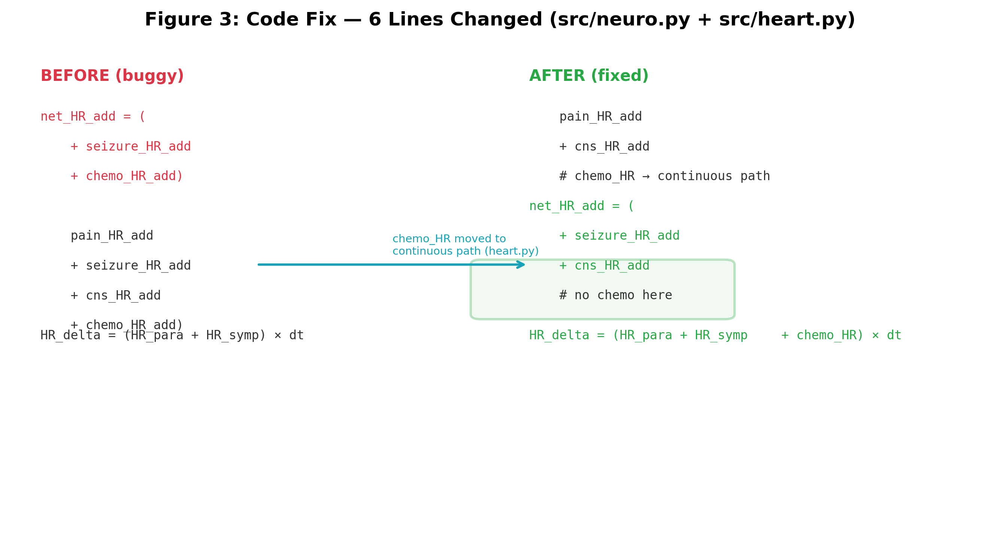 Figure 3: Code Fix — 6 Lines Changed (src/neuro.py + src/heart.py)
BEFORE (buggy)
net_HR_add = (
    + seizure_HR_add
    + chemo_HR_add)
    pain_HR_add
    + seizure_HR_add
    + cns_HR_add
    + chemo_HR_add)
HR_delta = (HR_para + HR_symp) × dt
chemo_HR moved to
continuous path (heart.py)
AFTER (fixed)
    pain_HR_add
    + cns_HR_add
    # chemo_HR → continuous path
net_HR_add = (
    + seizure_HR_add
    + cns_HR_add
    # no chemo here
HR_delta = (HR_para + HR_symp    + chemo_HR) × dt